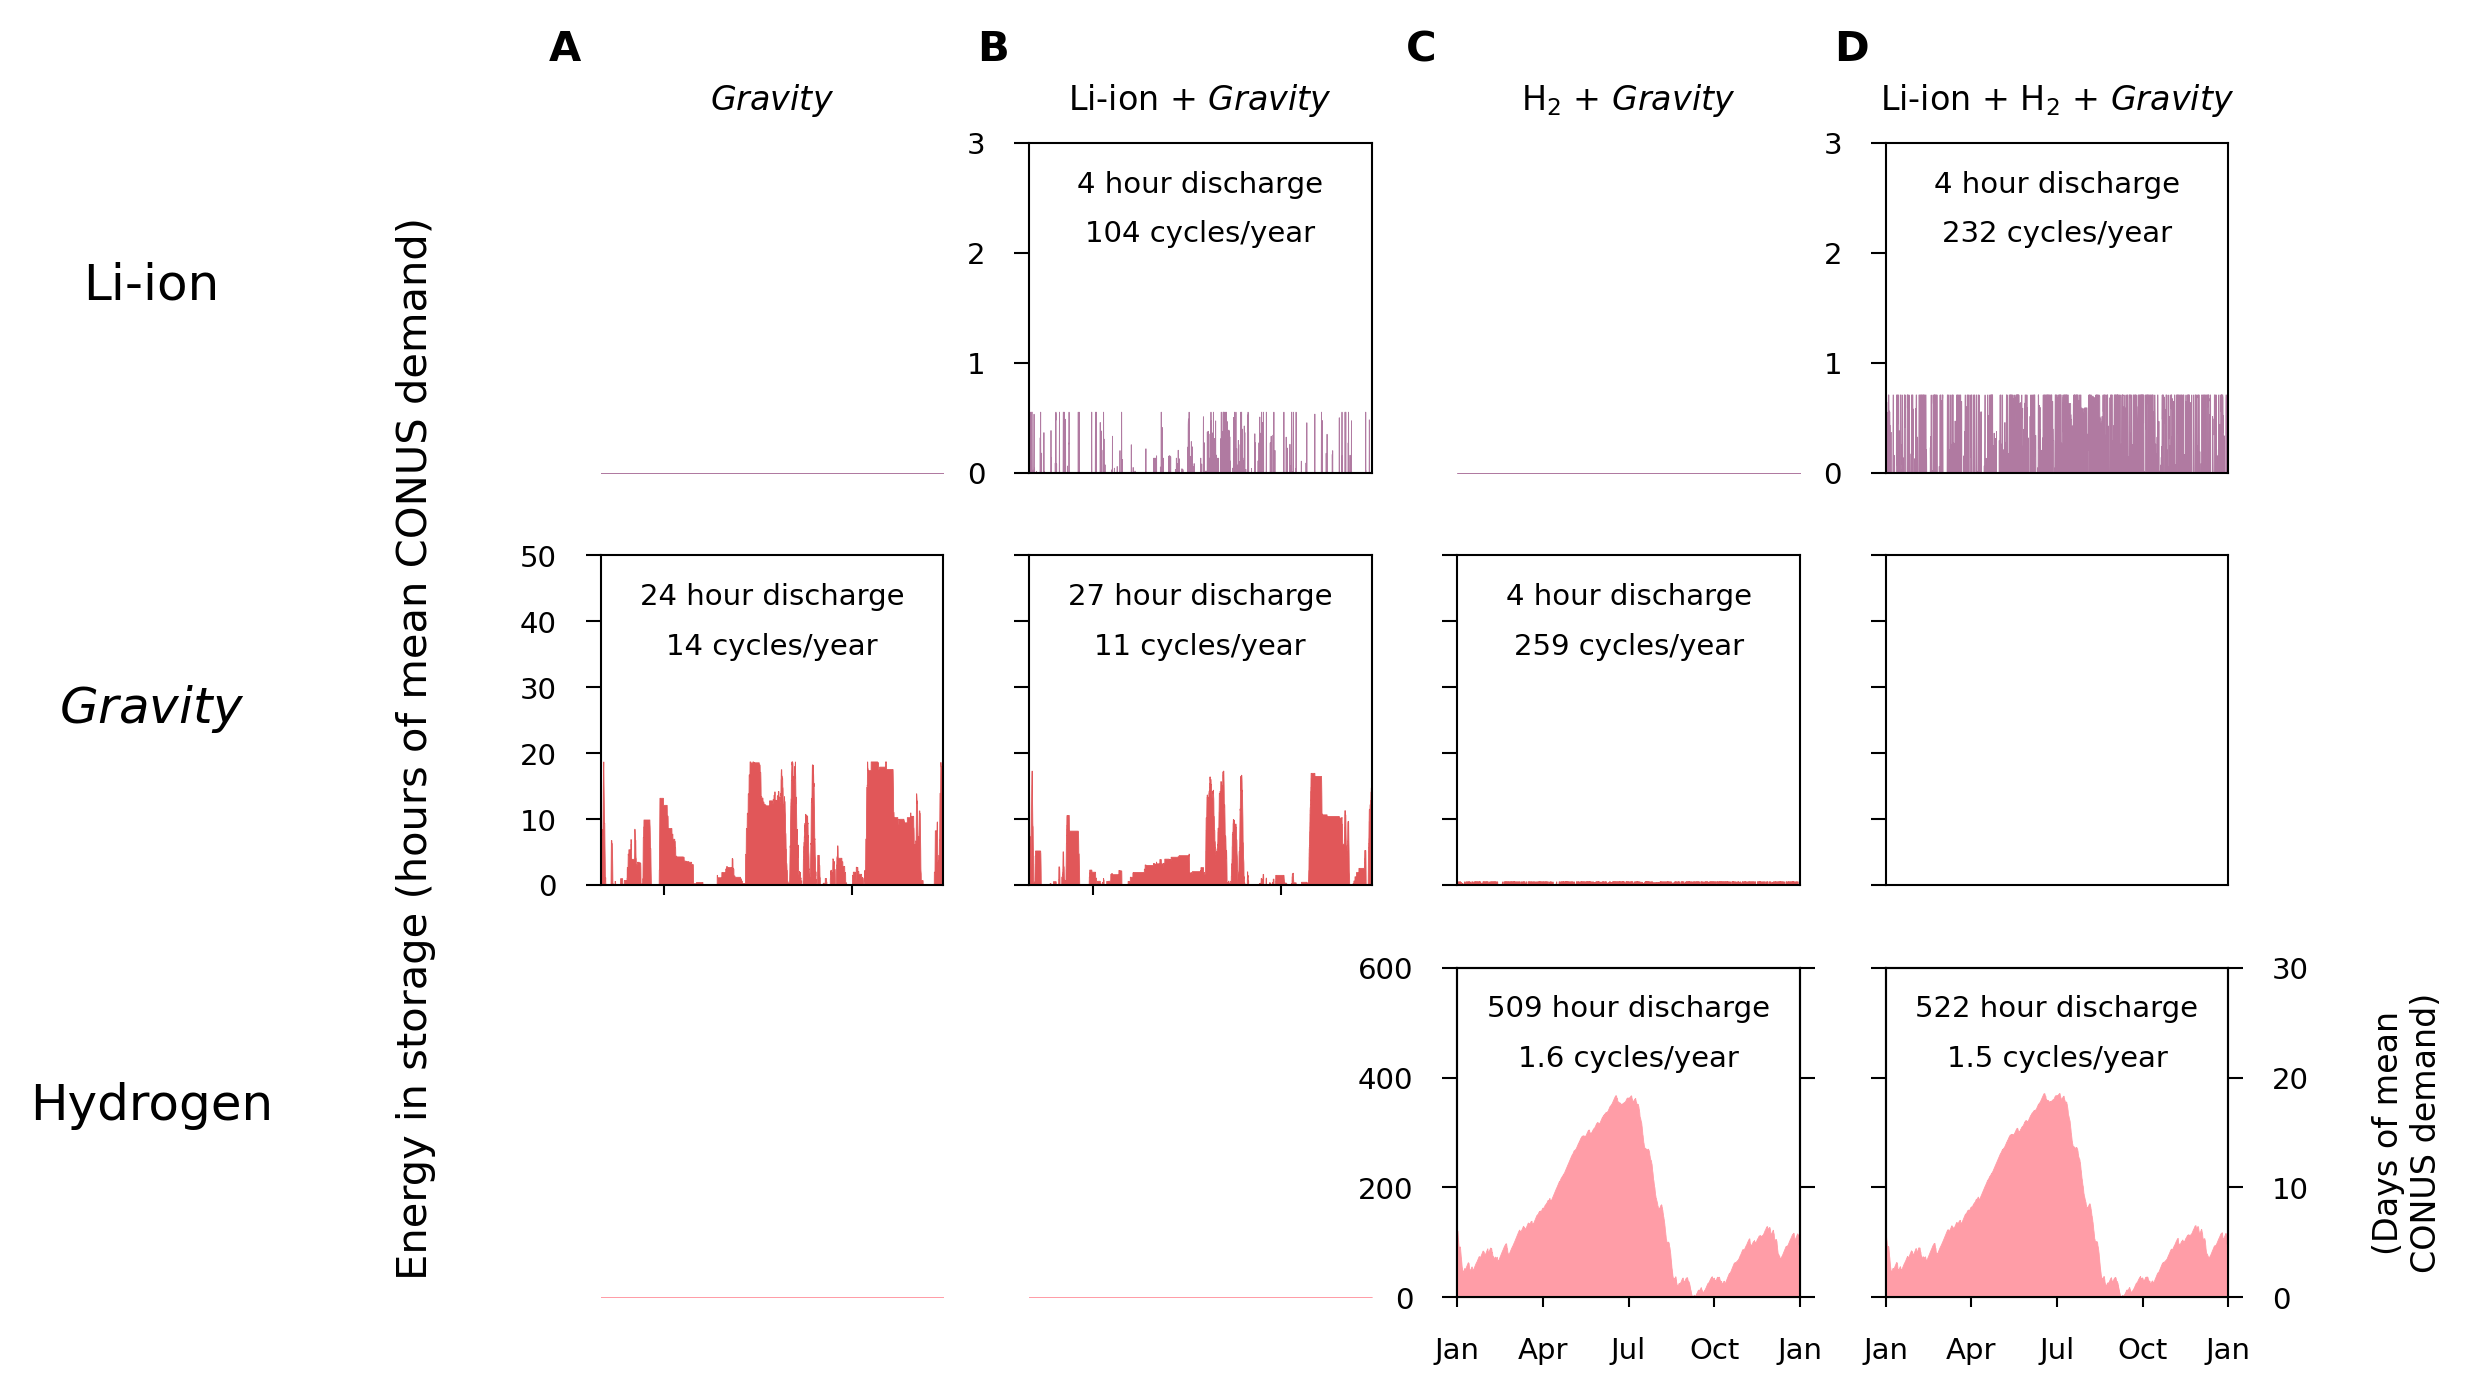 A
B
C
D
Gravity
Li-ion + Gravity
H₂ + Gravity
Li-ion + H₂ + Gravity
Li-ion
Gravity
Hydrogen
Energy in storage (hours of mean CONUS demand)
3
2
1
0
4 hour discharge
104 cycles/year
3
2
1
0
4 hour discharge
232 cycles/year
50
40
30
20
10
0
24 hour discharge
14 cycles/year
27 hour discharge
11 cycles/year
4 hour discharge
259 cycles/year
600
400
200
0
509 hour discharge
1.6 cycles/year
Jan Apr Jul Oct Jan
522 hour discharge
1.5 cycles/year
Jan Apr Jul Oct Jan
30
20
10
0
(Days of mean
CONUS demand)